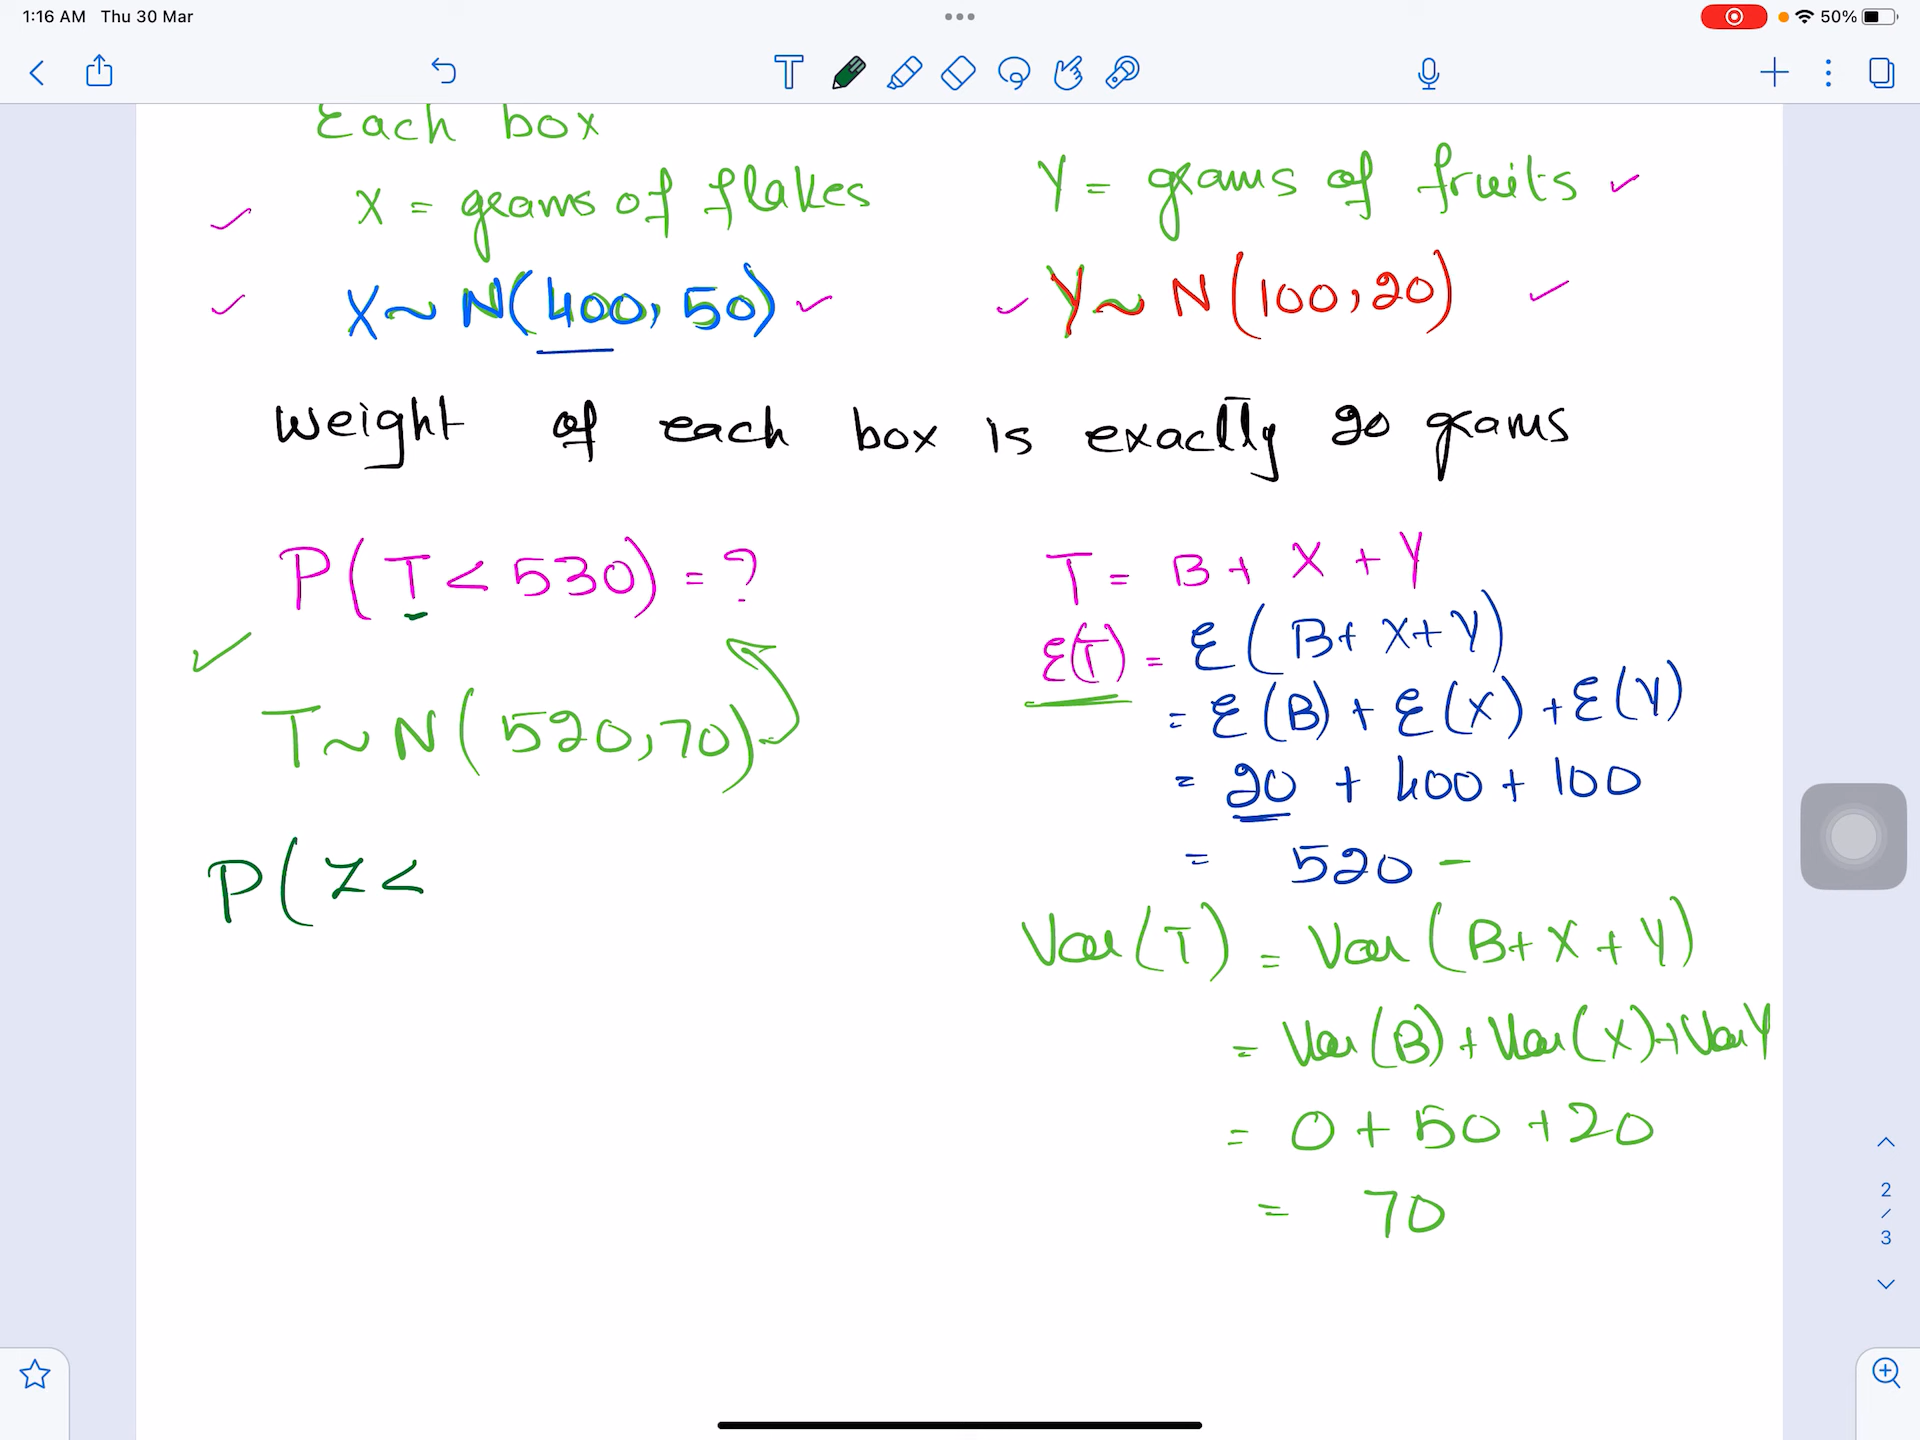 1:16 AM Thu 30 Mar
50%
T
Each box
X = grams of flakes
Y = grams of fruits
X ~ N(400, 50)
Y ~ N(100, 20)
Weight of each box is exactly 20 grams
P(T < 530) = ?
T = B + X + Y
E(T) = E(B + X + Y)
= E(B) + E(X) + E(Y)
T ~ N(520, 70)
= 20 + 400 + 100
P(Z <
= 520 -
Var(T) = Var(B + X + Y)
= Var(B) + Var(X) + Var Y
= 0 + 50 + 20
= 70
2
/
3